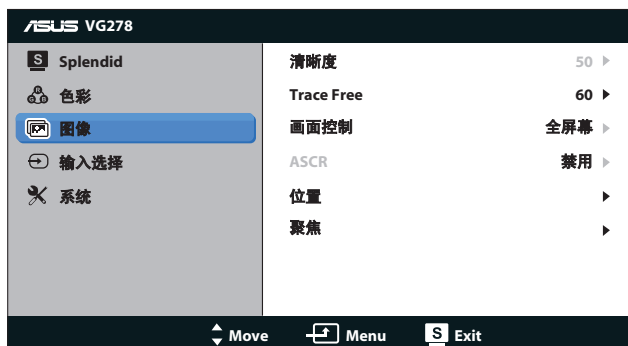 ASUS VG278
S Splendid
R G B 色彩
图像
输入选择
系统
清晰度 50
Trace Free 60
画面控制 全屏幕
ASCR 禁用
位置
聚焦
Move Menu S Exit